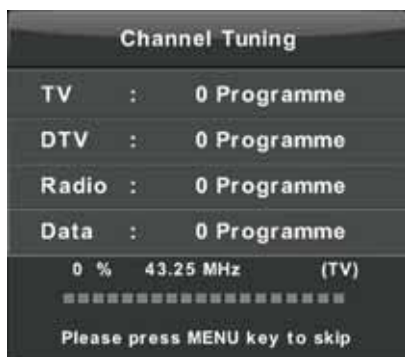 Channel Tuning
TV : 0 Programme
DTV : 0 Programme
Radio : 0 Programme
Data : 0 Programme
0 % 43.25 MHz (TV)
Please press MENU key to skip